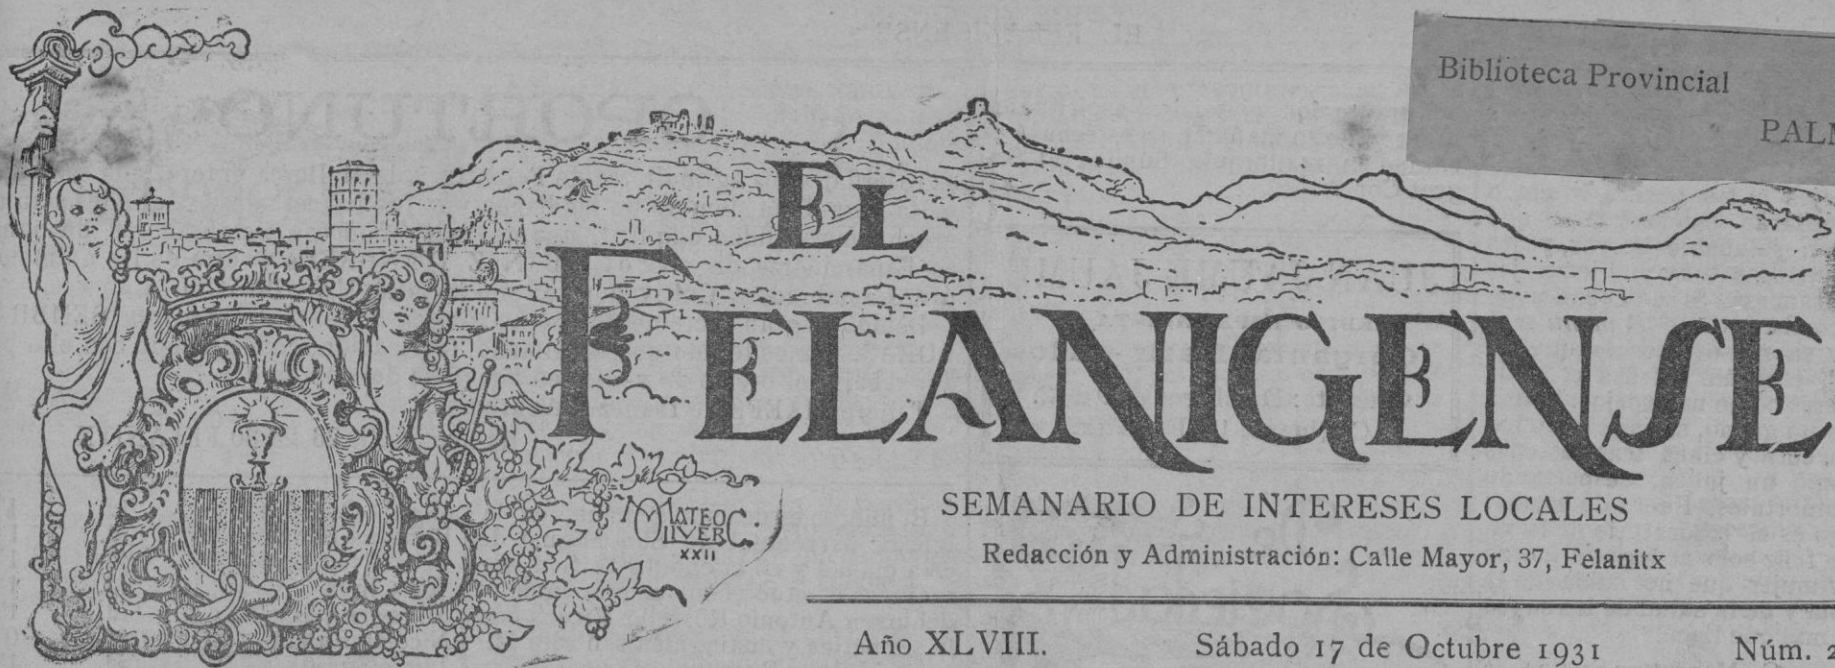 Biblioteca Provincial
PALM
EL
FELANIGENSE
MATEO
OLIVER C.
XXII
SEMANARIO DE INTERESES LOCALES
Redacción y Administración: Calle Mayor, 37, Felanitx
Año XLVIII. Sábado 17 de Octubre 1931 Núm. 2